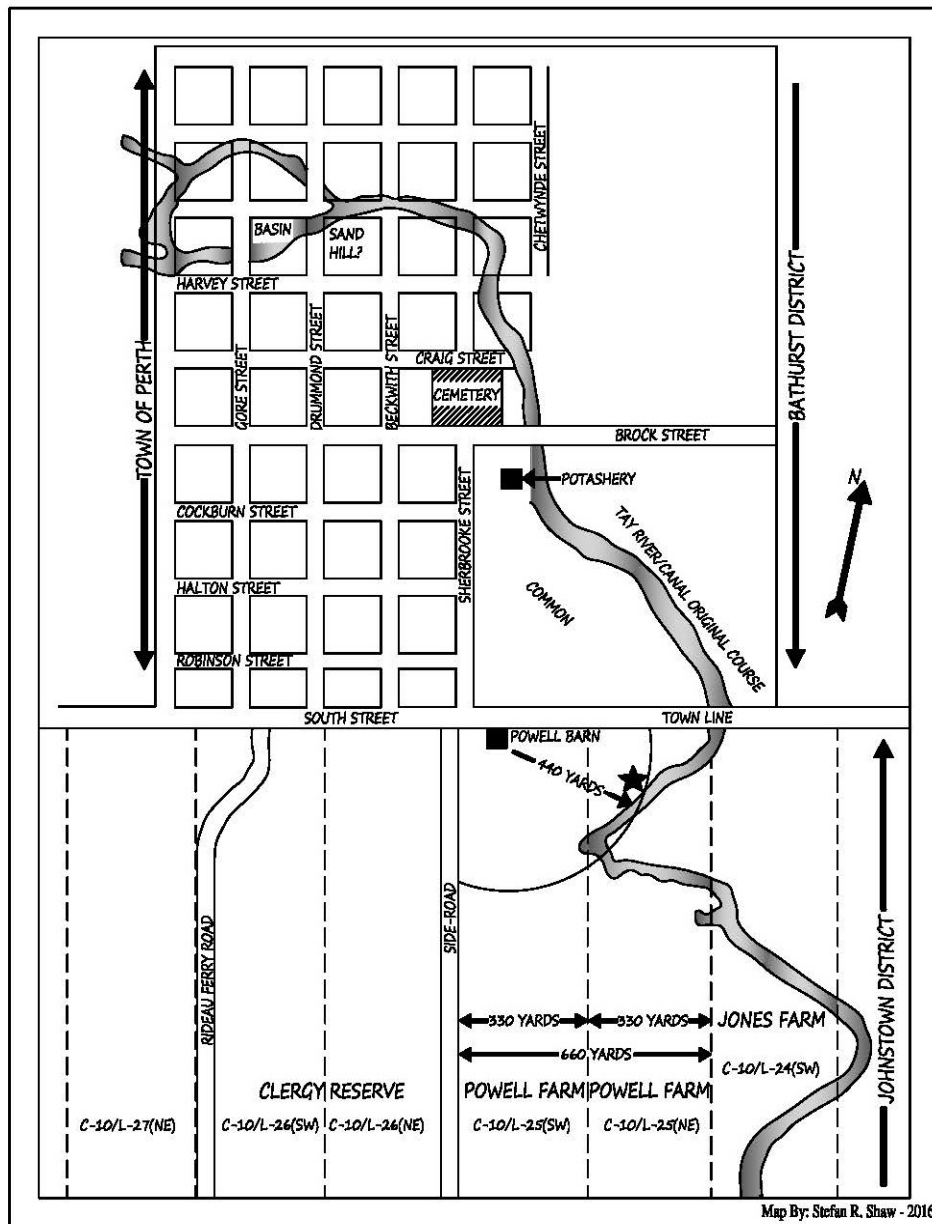 CHETWYNDE STREET
BASIN
SAND
HILL?
HARVEY STREET
TOWN OF PERTH
BATHURST DISTRICT
GORE STREET
DRUMMOND STREET
BECKWITH STREET
CRAIG STREET
CEMETERY
BROCK STREET
POTASHERY
N
COCKBURN STREET
SHERBROOKE STREET
TAY RIVER/CANAL ORIGINAL COURSE
COMMON
HALTON STREET
ROBINSON STREET
SOUTH STREET
TOWN LINE
POWELL BARN
440 YARDS
RIDEAU FERRY ROAD
SIDE-ROAD
JOHNSTOWN DISTRICT
330 YARDS
330 YARDS
JONES FARM
660 YARDS
C-10/L-24(SW)
CLERGY RESERVE
POWELL FARM
POWELL FARM
C-10/L-27(NE)
C-10/L-26(SW)
C-10/L-26(NE)
C-10/L-25(SW)
C-10/L-25(NE)
Map By: Stefan R. Shaw - 2016